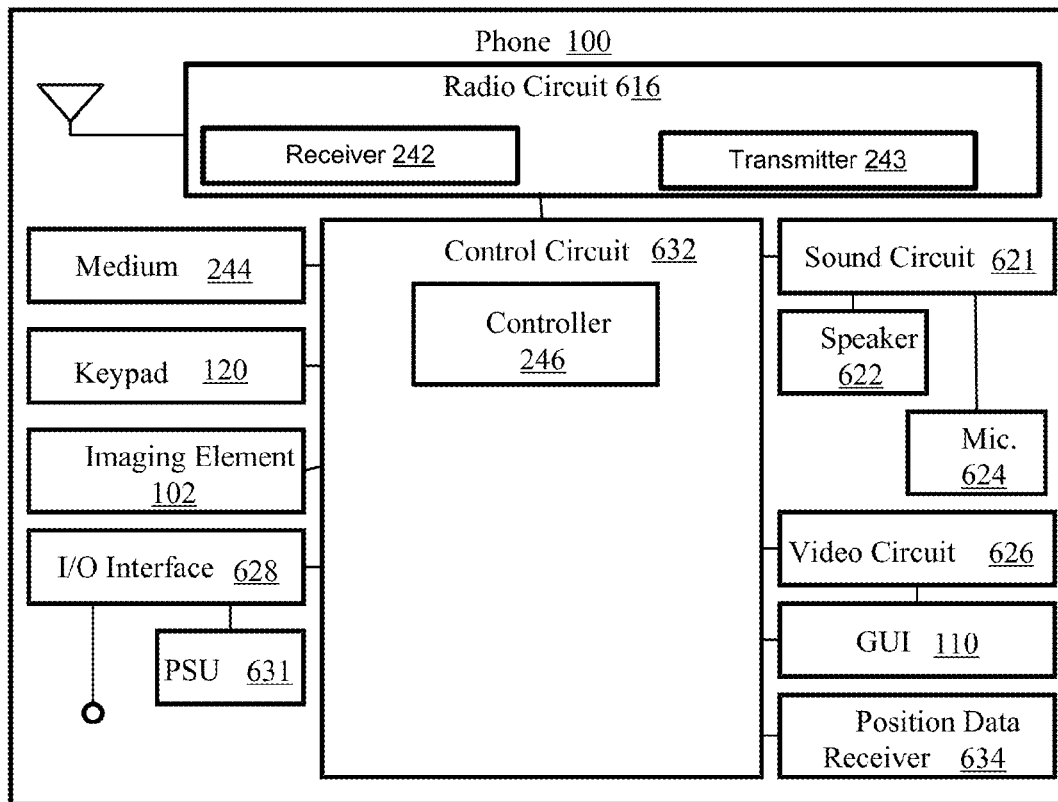 Phone 100
Radio Circuit 616
Receiver 242
Transmitter 243
Medium 244
Control Circuit 632
Sound Circuit 621
Controller
246
Keypad 120
Speaker
622
Imaging Element
102
Mic.
624
I/O Interface 628
Video Circuit 626
PSU 631
GUI 110
Position Data
Receiver 634